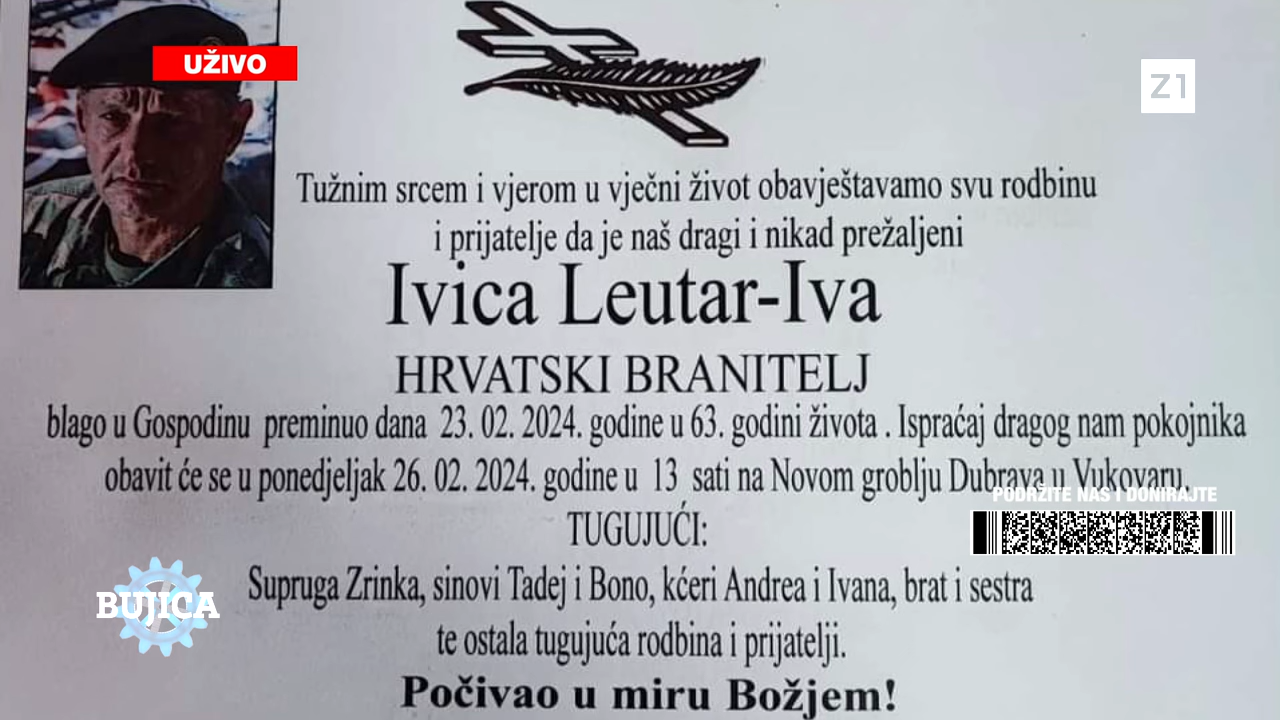 UŽIVO
Z1
Tužnim srcem i vjerom u vječni život obavještavamo svu rodbinu
i prijatelje da je naš dragi i nikad prežaljeni
Ivica Leutar-Iva
HRVATSKI BRANITELJ
blago u Gospodinu preminuo dana 23. 02. 2024. godine u 63. godini života . Ispraćaj dragog nam pokojnika
obavit će se u ponedjeljak 26. 02. 2024. godine u 13 sati na Novom groblju Dubrava u Vukovaru.
PODRŽITE NAS I DONIRAJTE
TUGUJUĆI:
Supruga Zrinka, sinovi Tadej i Bono, kćeri Andrea i Ivana, brat i sestra
BUJICA
te ostala tugujuća rodbina i prijatelji.
Počivao u miru Božjem!